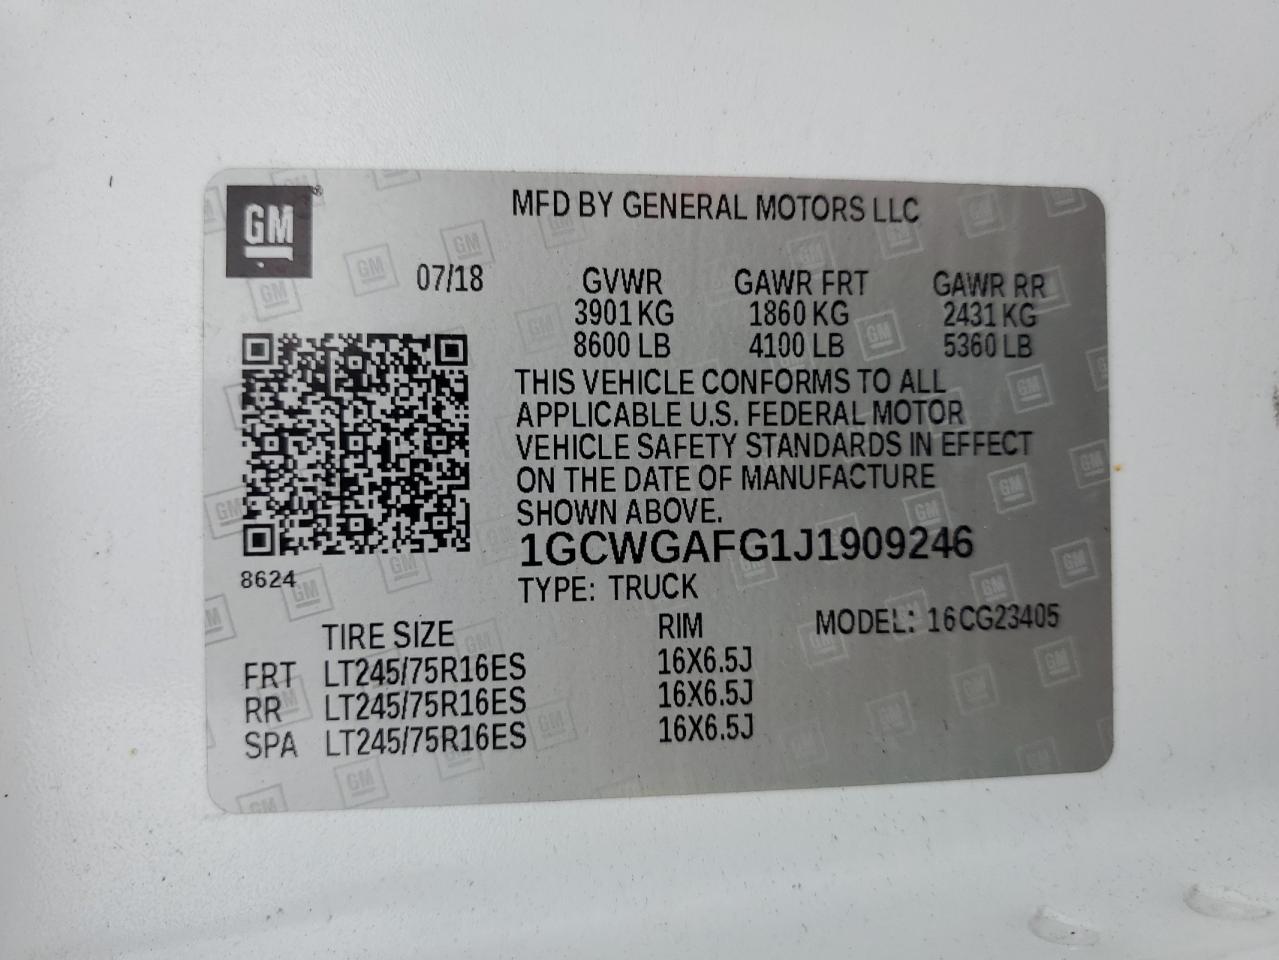 GM
MFD BY GENERAL MOTORS LLC
07/18
GVWR GAWR FRT GAWR RR
3901 KG 1860 KG 2431 KG
8600 LB 4100 LB 5360 LB
THIS VEHICLE CONFORMS TO ALL
APPLICABLE U.S. FEDERAL MOTOR
VEHICLE SAFETY STANDARDS IN EFFECT
ON THE DATE OF MANUFACTURE
SHOWN ABOVE.
1GCWGAFG1J1909246
8624
TYPE: TRUCK
TIRE SIZE RIM MODEL: 16CG23405
FRT LT245/75R16ES 16X6.5J
RR LT245/75R16ES 16X6.5J
SPA LT245/75R16ES 16X6.5J